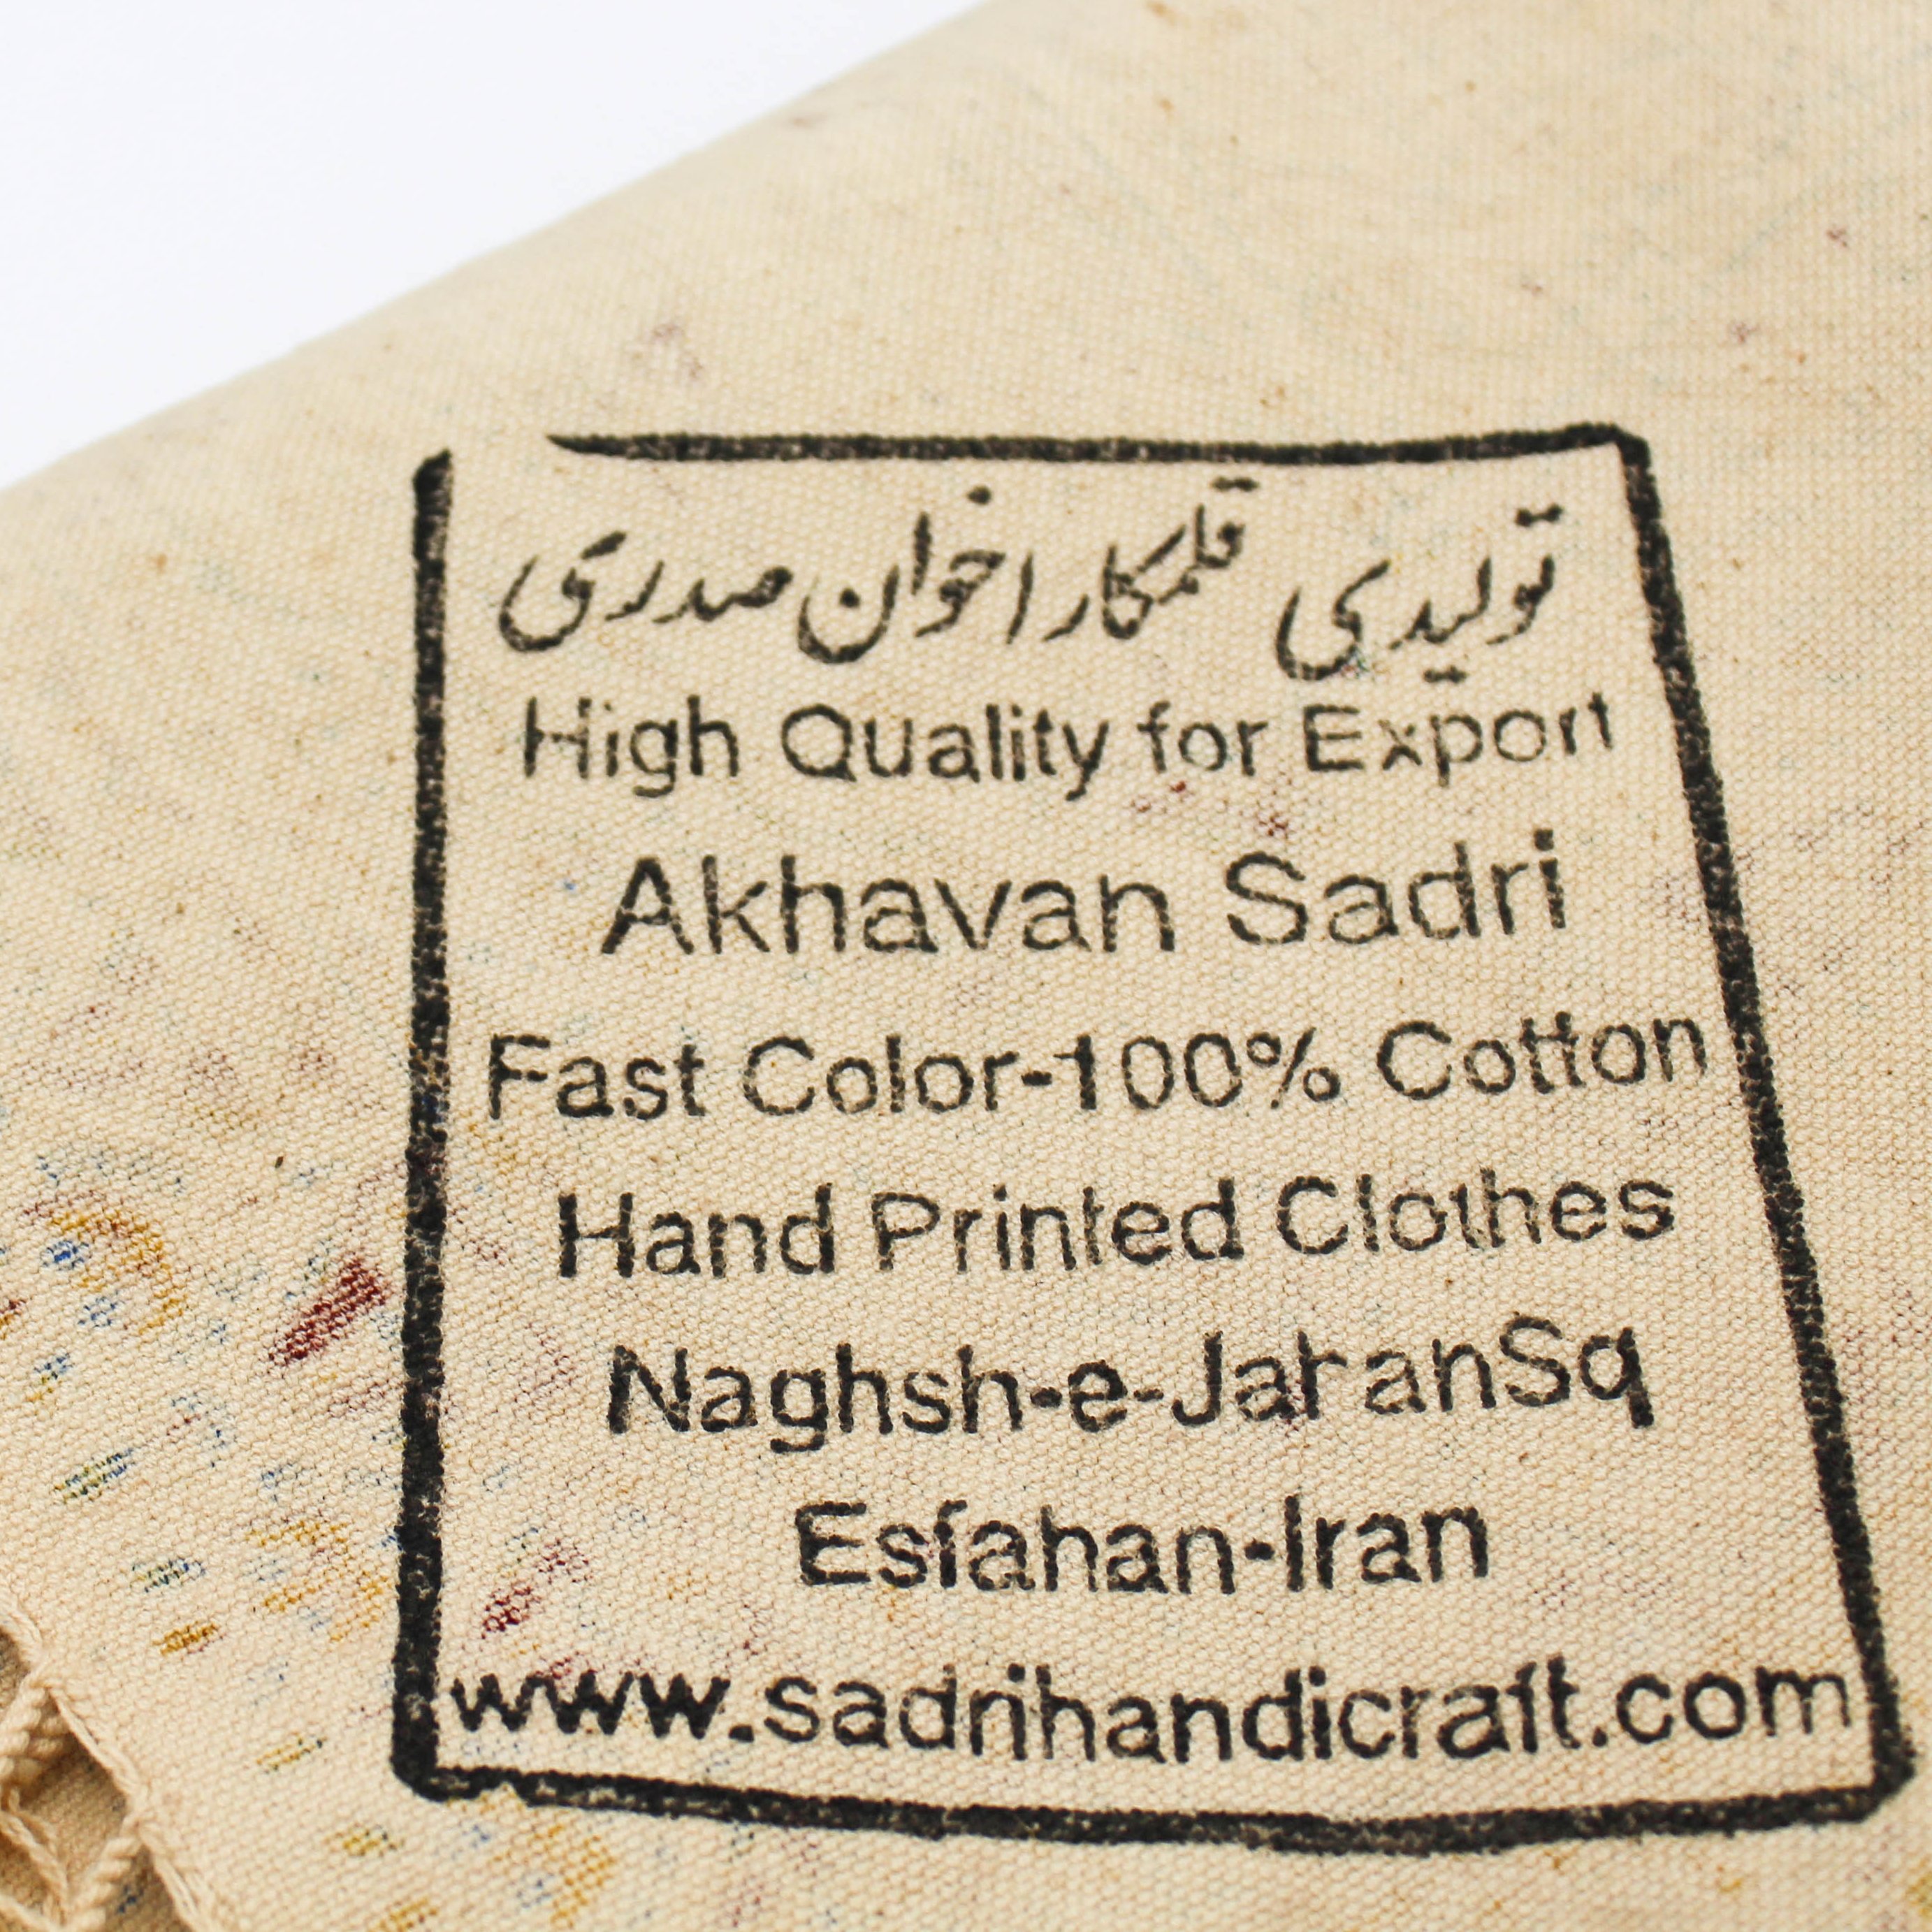 تولیدی قلمکار اخوان صدری
High Quality for Export
Akhavan Sadri
Fast Color-100% Cotton
Hand Printed Clothes
Naghsh-e-JahanSq
Esfahan-Iran
www.sadrihandicraft.com